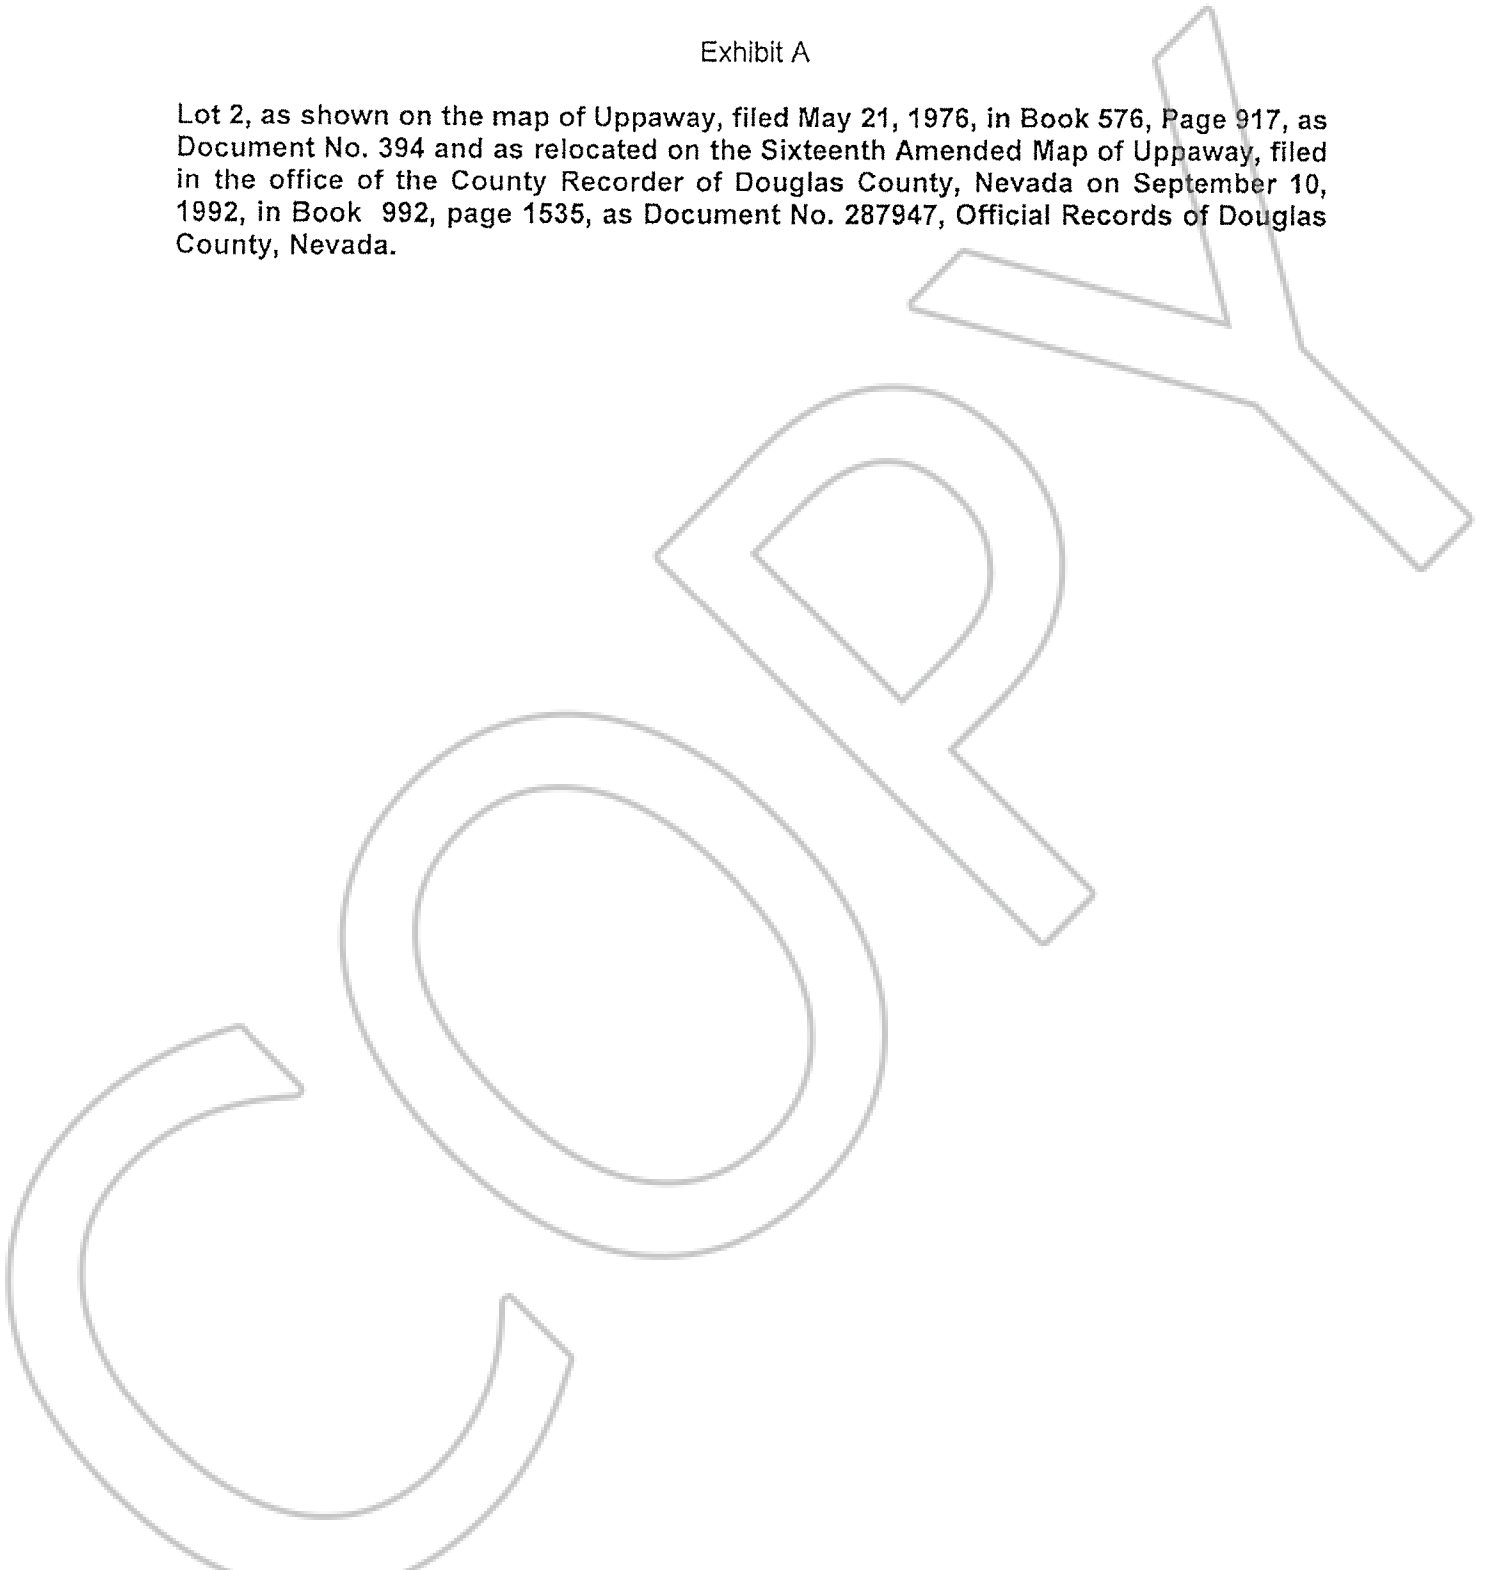 Exhibit A
Lot 2, as shown on the map of Uppaway, filed May 21, 1976, in Book 576, Page 917, as
Document No. 394 and as relocated on the Sixteenth Amended Map of Uppaway, filed
in the office of the County Recorder of Douglas County, Nevada on September 10,
1992, in Book  992, page 1535, as Document No. 287947, Official Records of Douglas
County, Nevada.
COPY